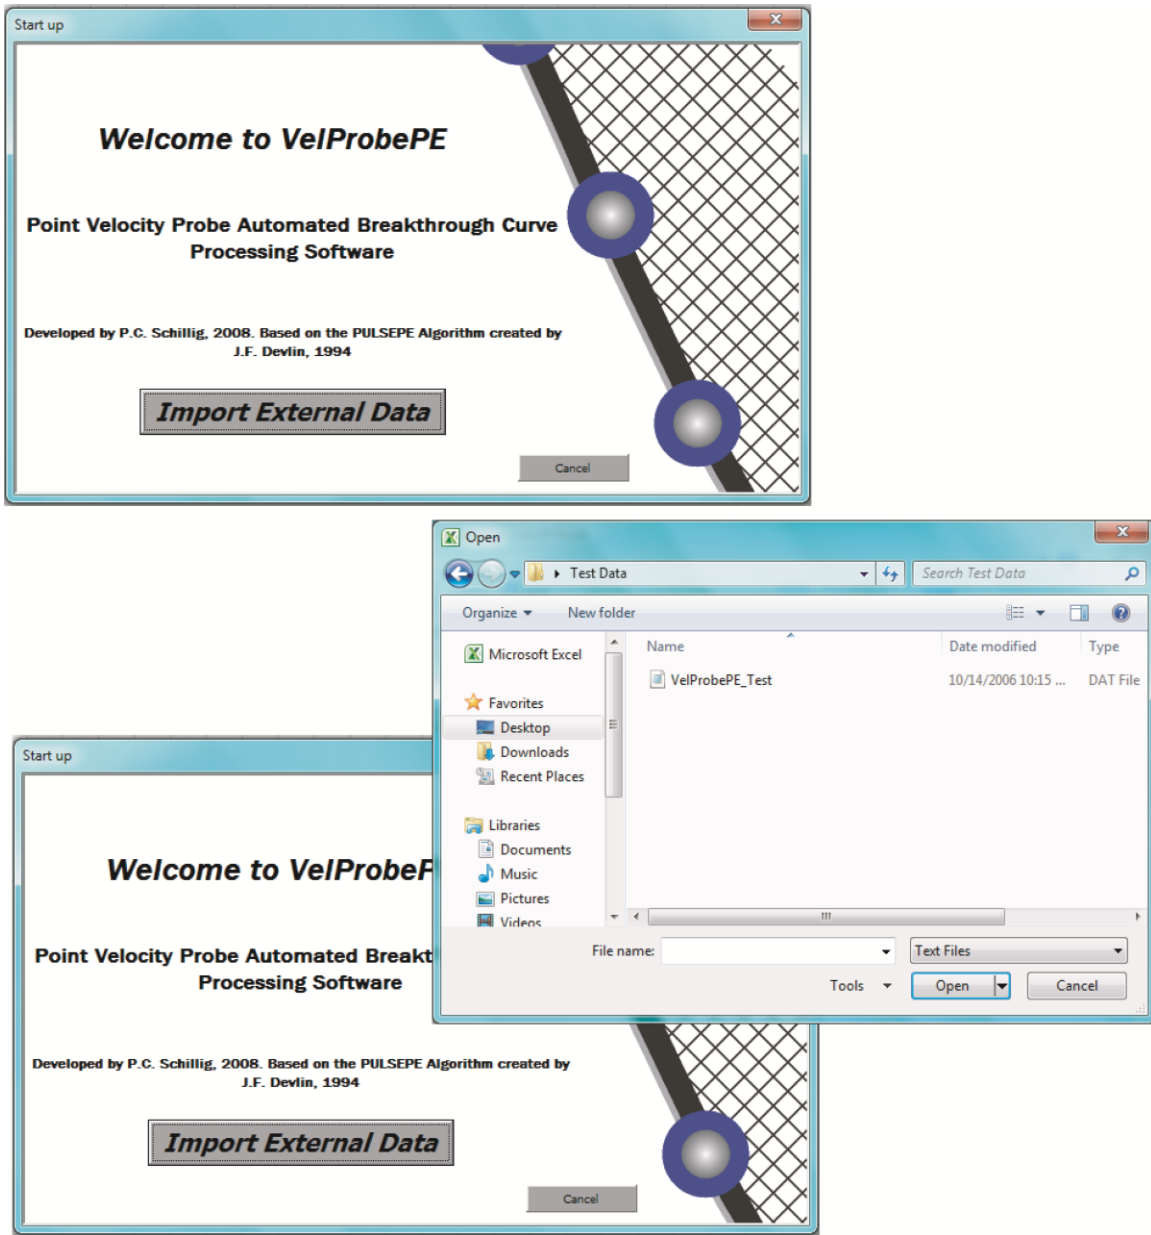 Start up
Welcome to VelProbePE
Point Velocity Probe Automated Breakthrough Curve
Processing Software
Developed by P.C. Schillig, 2008. Based on the PULSEPE Algorithm created by
J.F. Devlin, 1994
Import External Data
Cancel
Open
Test Data
Search Test Data
Organize
New folder
Microsoft Excel
Favorites
Desktop
Downloads
Recent Places
Libraries
Documents
Music
Pictures
Videos
Name Date modified Type
VelProbePE_Test 10/14/2006 10:15 ... DAT File
File name:
Text Files
Tools
Open
Cancel
Start up
Welcome to VelProbeP
Point Velocity Probe Automated Breakt
Processing Software
Developed by P.C. Schillig, 2008. Based on the PULSEPE Algorithm created by
J.F. Devlin, 1994
Import External Data
Cancel